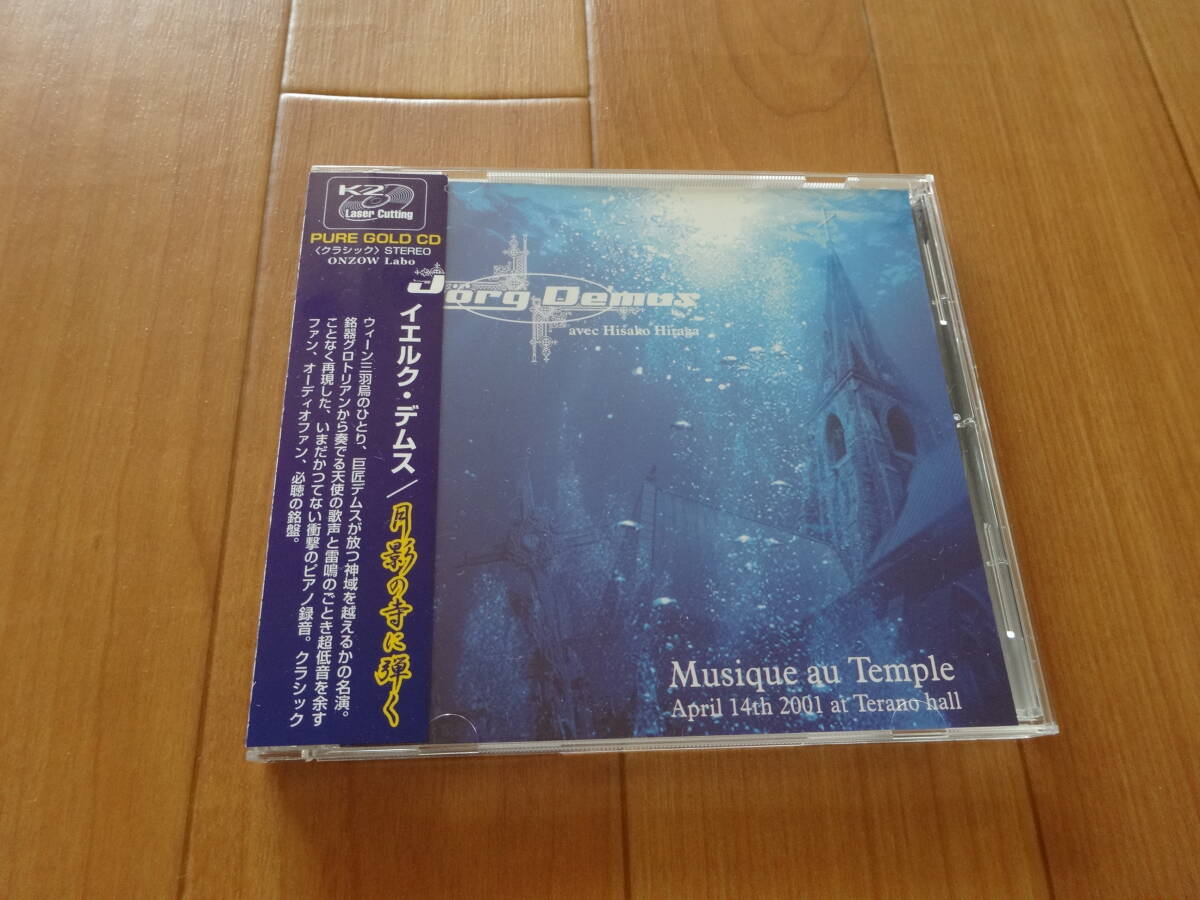 K2
Laser Cutting
PURE GOLD CD
〈クラシック〉STEREO
ONZOW Labo
イエルク・デムス／月影の寺に弾く
ウィーン三羽烏のひとり、巨匠デムスが放つ神域を越えるかの名演。
銘器グロトリアンから奏でる天使の歌声と雷鳴のごとき超低音を余す
ことなく再現した、いまだかつてない衝撃のピアノ録音。クラシック
ファン、オーディオファン、必聴の銘盤。
Jörg Demus
avec Hisako Hiraga
Musique au Temple
April 14th 2001 at Terano hall